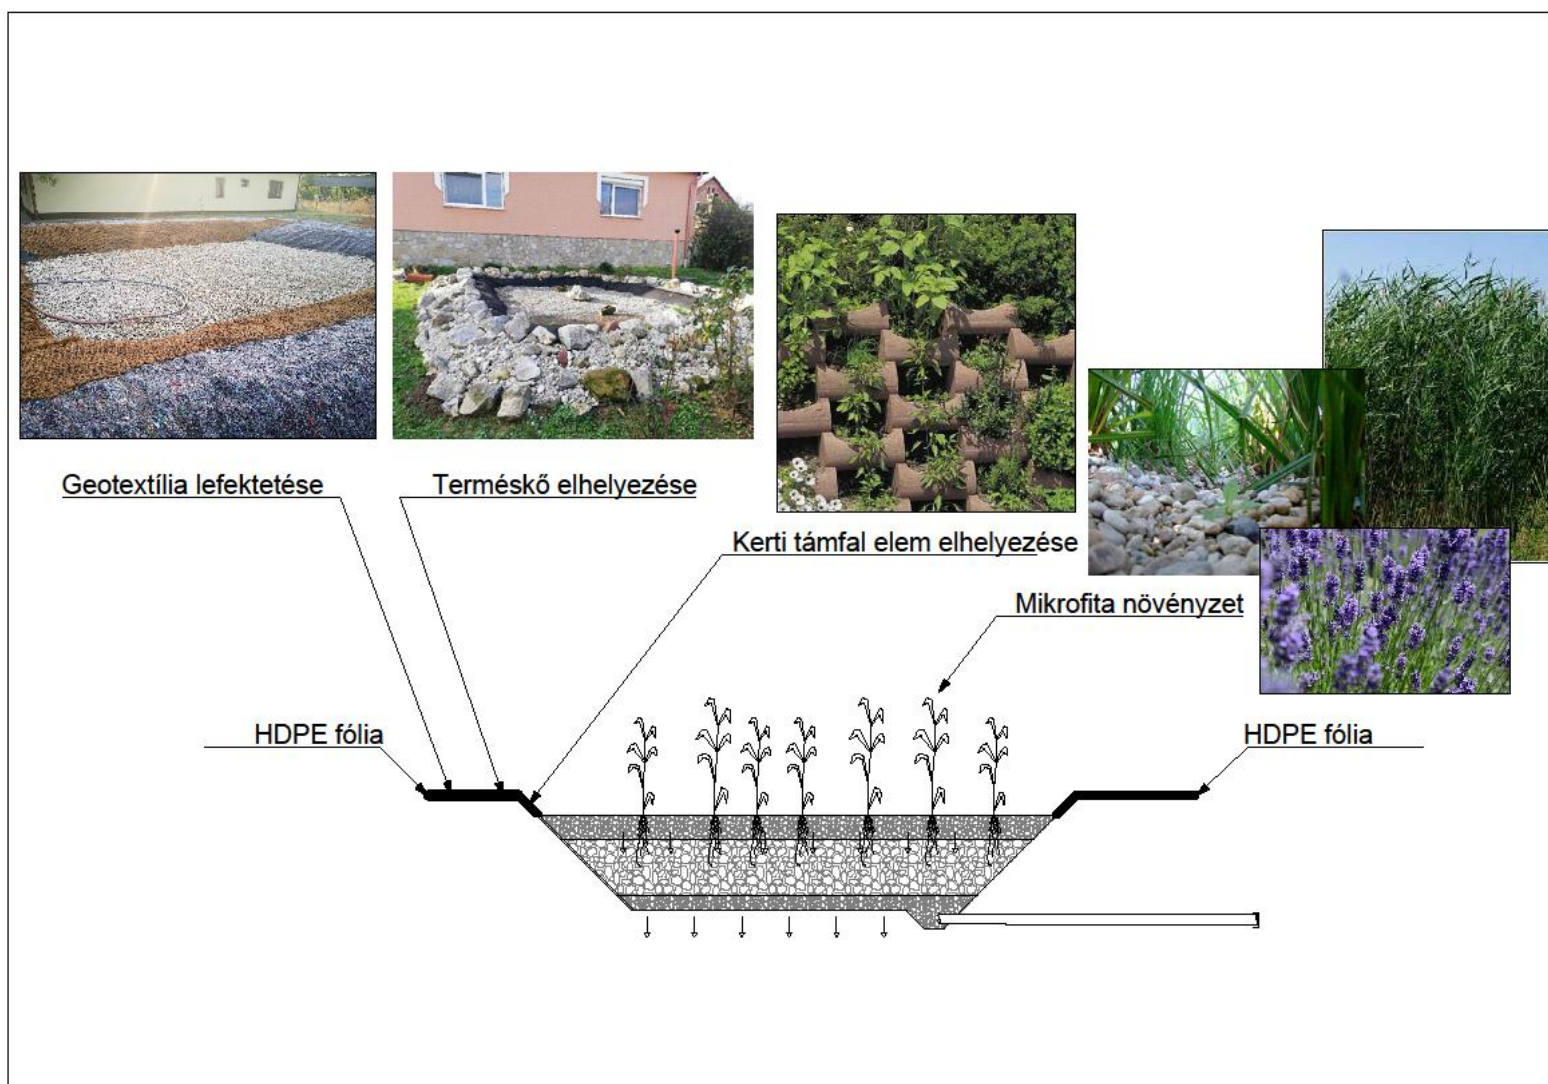 Geotextília lefektetése
Terméskő elhelyezése
Kerti támfal elem elhelyezése
Mikrofita növényzet
HDPE fólia
HDPE fólia